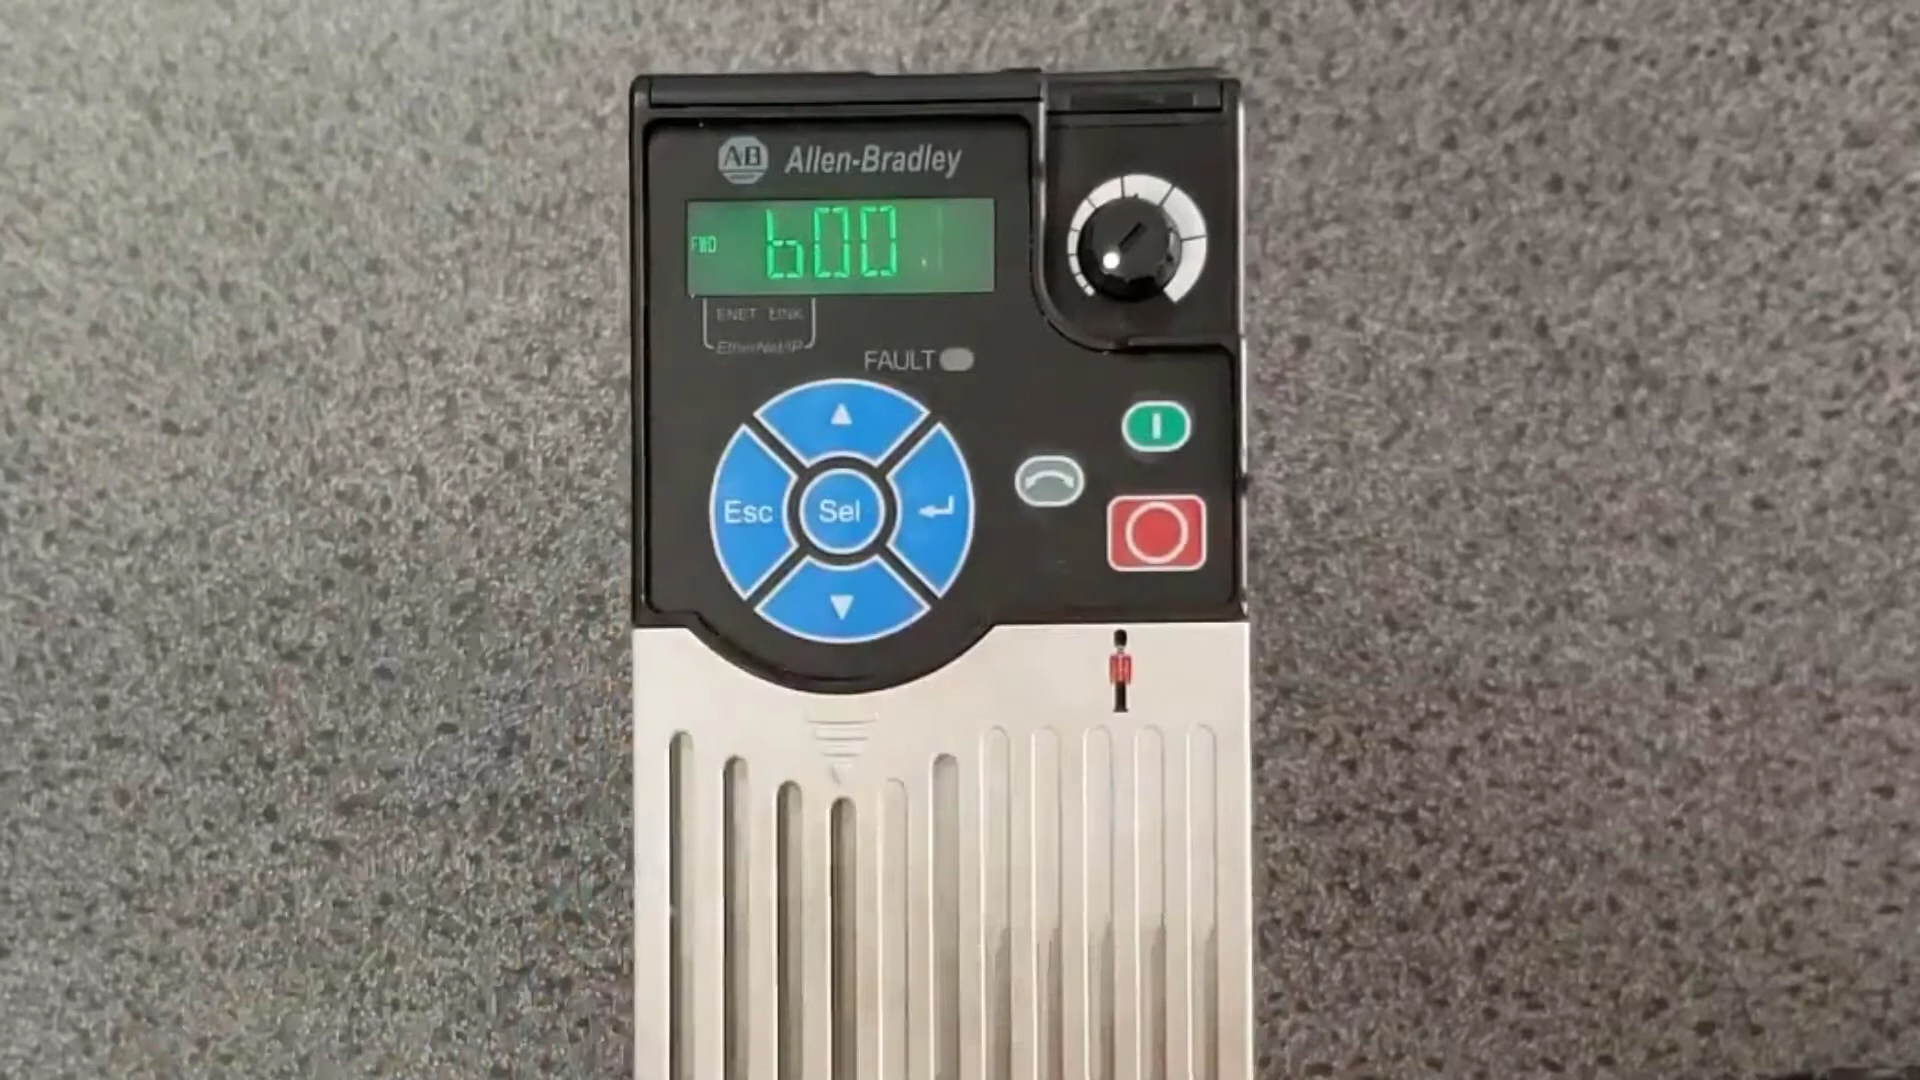 AB Allen-Bradley
FWD b00
ENET LINK
EtherNet/IP
FAULT
Esc Sel